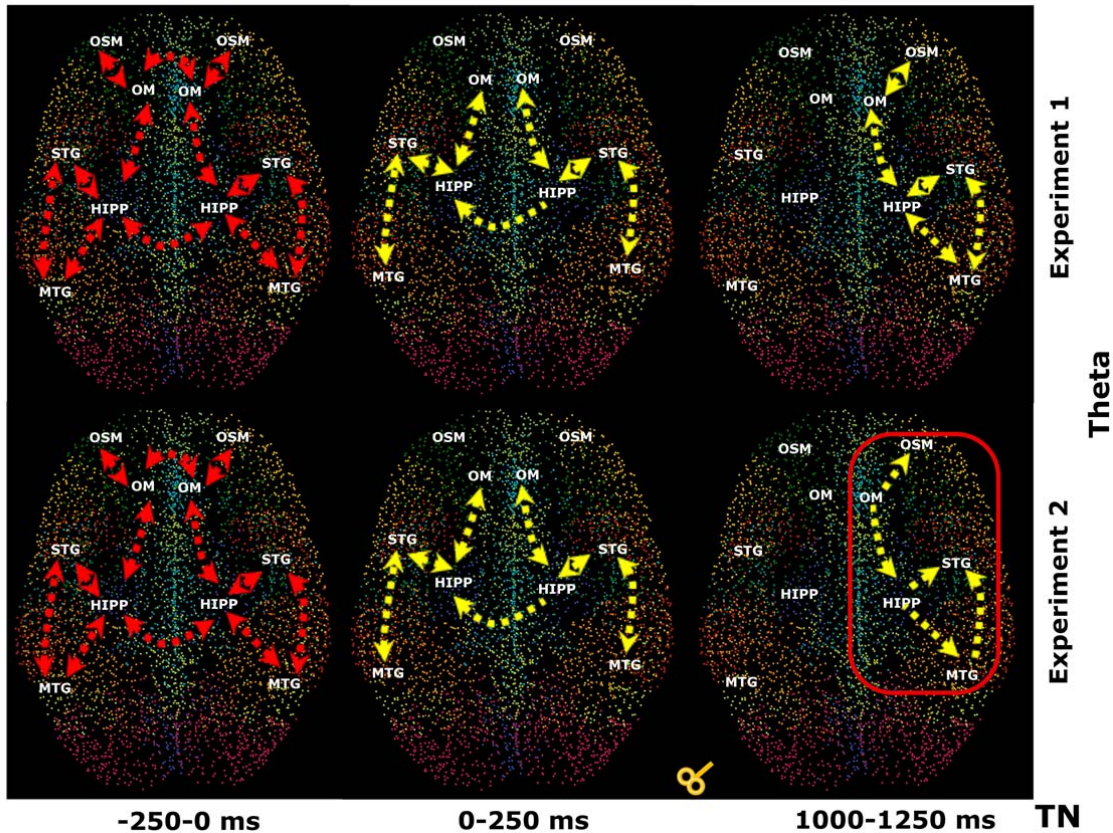 OSM OSM
OM OM
STG STG
HIPP HIPP
MTG MTG
OSM OSM
OM OM
STG STG
HIPP HIPP
MTG MTG
OSM OSM
OM OM
STG STG
HIPP HIPP
MTG MTG
Experiment 1
Theta
OSM OSM
OM OM
STG STG
HIPP HIPP
MTG MTG
OSM OSM
OM OM
STG STG
HIPP HIPP
MTG MTG
OSM OSM
OM OM
STG STG
HIPP HIPP
MTG MTG
Experiment 2
-250-0 ms 0-250 ms 1000-1250 ms TN